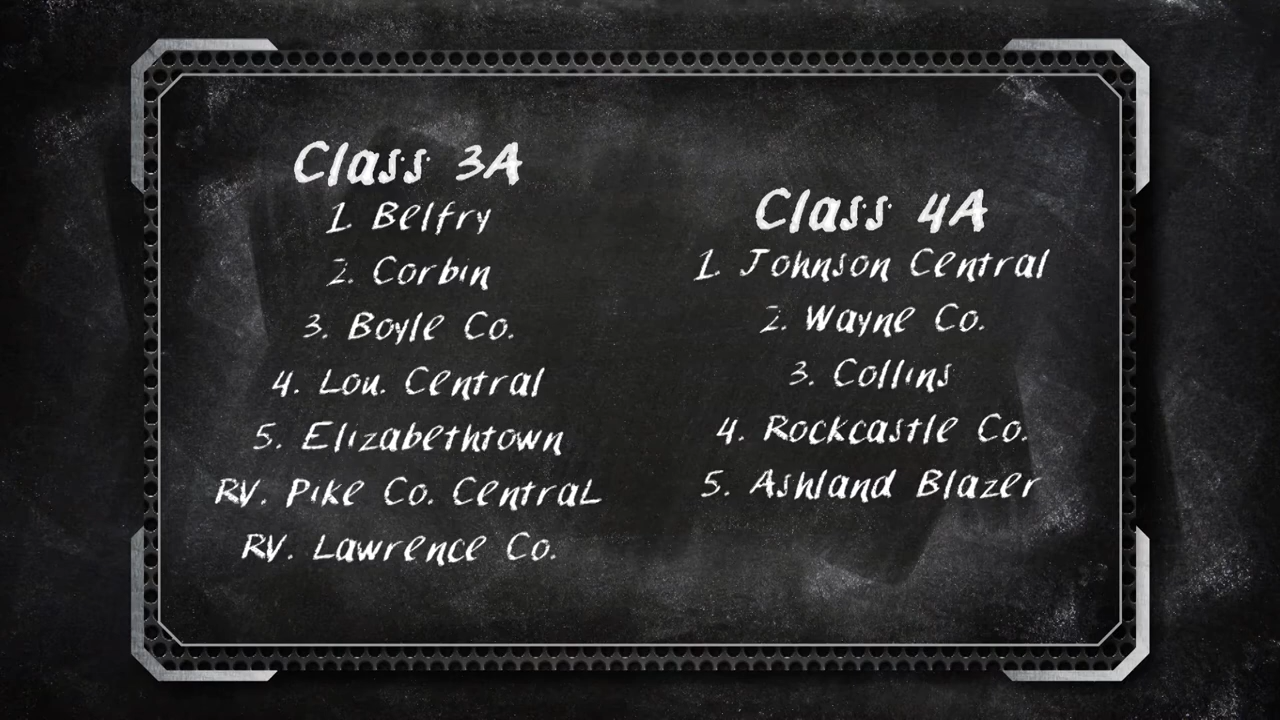 Class 3A
1. Belfry
2. Corbin
3. Boyle Co.
4. Lou. Central
5. Elizabethtown
RV. Pike Co. Central
RV. Lawrence Co.
Class 4A
1. Johnson Central
2. Wayne Co.
3. Collins
4. Rockcastle Co.
5. Ashland Blazer